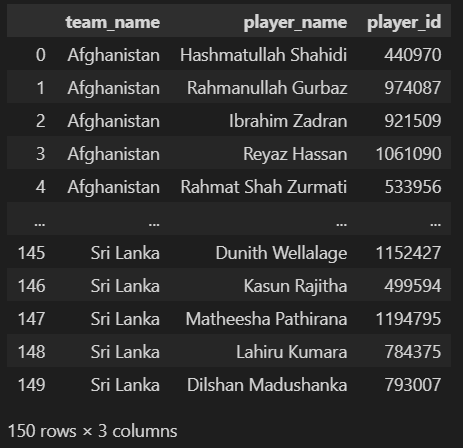 team_name player_name player_id
0 Afghanistan Hashmatullah Shahidi 440970
1 Afghanistan Rahmanullah Gurbaz 974087
2 Afghanistan Ibrahim Zadran 921509
3 Afghanistan Reyaz Hassan 1061090
4 Afghanistan Rahmat Shah Zurmati 533956
... ... ... ...
145 Sri Lanka Dunith Wellalage 1152427
146 Sri Lanka Kasun Rajitha 499594
147 Sri Lanka Matheesha Pathirana 1194795
148 Sri Lanka Lahiru Kumara 784375
149 Sri Lanka Dilshan Madushanka 793007
150 rows × 3 columns